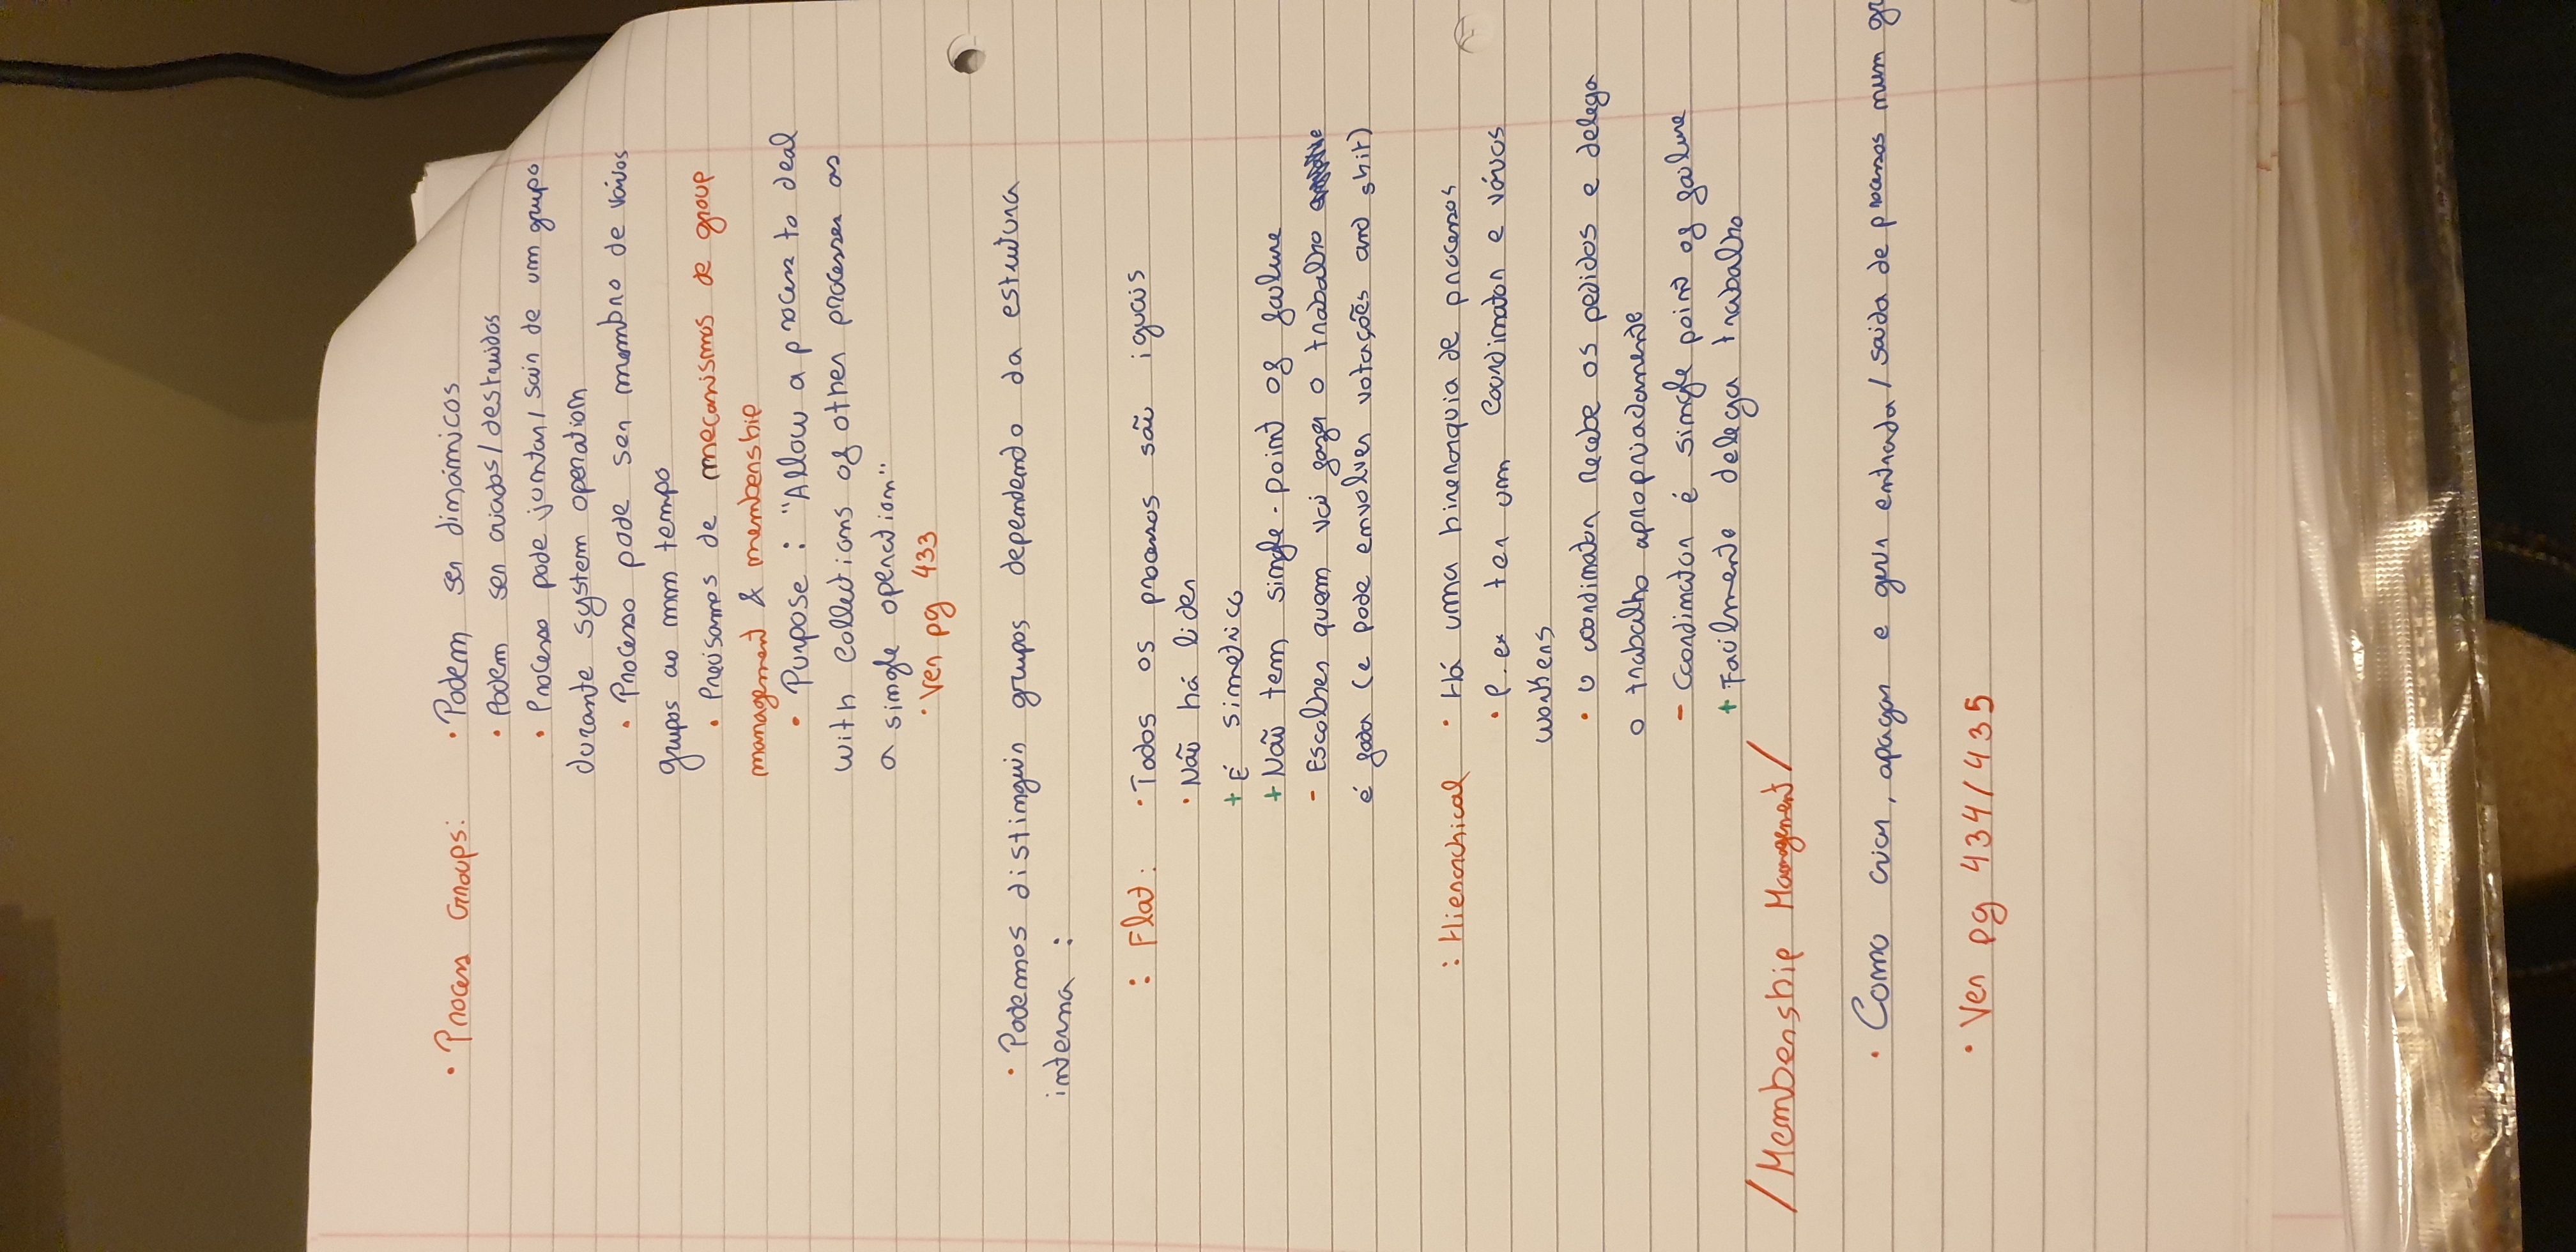 • Process Groups: • Podem ser dinâmicos
• Podem ser criados/destruidos
• Processo pode juntar/sair de um grupo
durante system operation
• Processo pode ser membro de vários
grupos ao mm tempo
• Precisamos de mecanismos de group
management & membership
• Purpose : "Allow a process to deal
with collections of other processes as
a single operation"
• Ver pg 433
• Podemos distinguir grupos dependendo da estrutura
interna :
: Flat: • Todos os processos são iguais
• Não há lider
+ É simetrico
+ Não tem single-point of failure
- Escolher quem vai fazer o trabalho
é foda (e pode envolver votações and shit)
: Hierarchical • Há uma hirerarquia de processos
• P.ex ter um coordinator e vários
workers
• O coordinator recebe os pedidos e delega
o trabalho apropriadamente
- Coordinator é single point of failure
+ Facilmente delega trabalho
/Membership Management/
• Como criar, apagar e gerir entrada/saida de processos num gr
• Ver pg 434/435